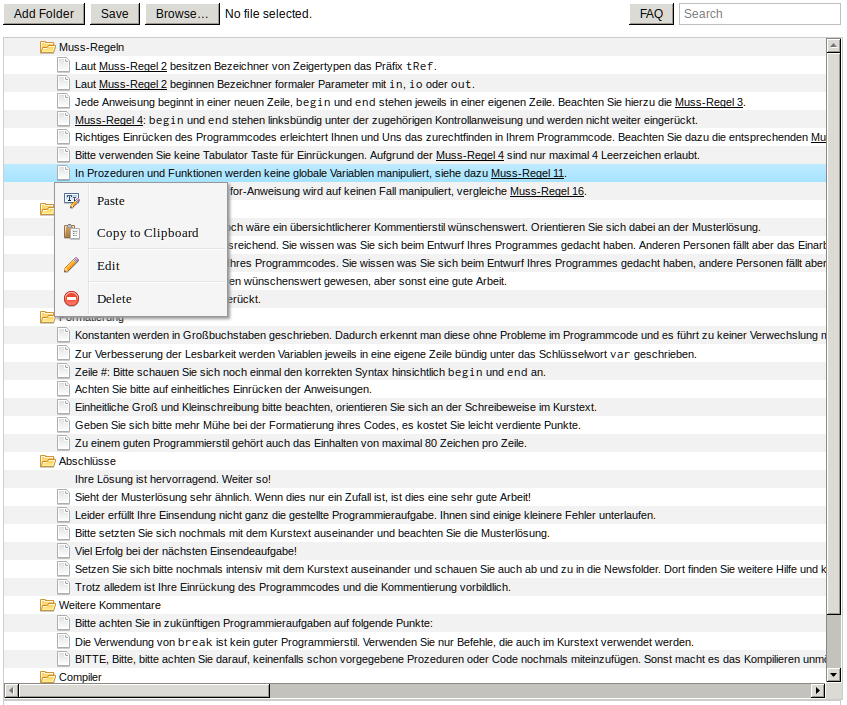 Add Folder Save Browse... No file selected. FAQ Search
Muss-Regeln
Laut Muss-Regel 2 besitzen Bezeichner von Zeigertypen das Präfix tRef.
Laut Muss-Regel 2 beginnen Bezeichner formaler Parameter mit in, io oder out.
Jede Anweisung beginnt in einer neuen Zeile, begin und end stehen jeweils in einer eigenen Zeile. Beachten Sie hierzu die Muss-Regel 3.
Muss-Regel 4: begin und end stehen linksbündig unter der zugehörigen Kontrollanweisung und werden nicht weiter eingerückt.
Richtiges Einrücken des Programmcodes erleichtert Ihnen und Uns das zurechtfinden in Ihrem Programmcode. Beachten Sie dazu die entsprechenden Mu
Bitte verwenden Sie keine Tabulator Taste für Einrückungen. Aufgrund der Muss-Regel 4 sind nur maximal 4 Leerzeichen erlaubt.
In Prozeduren und Funktionen werden keine globale Variablen manipuliert, siehe dazu Muss-Regel 11.
for-Anweisung wird auf keinen Fall manipuliert, vergleiche Muss-Regel 16.
Paste
ch wäre ein übersichtlicherer Kommentierstil wünschenswert. Orientieren Sie sich dabei an der Musterlösung.
Copy to Clipboard
sreichend. Sie wissen was Sie sich beim Entwurf Ihres Programmes gedacht haben. Anderen Personen fällt aber das Einarb
Edit
hres Programmcodes. Sie wissen was Sie sich beim Entwurf Ihres Programmes gedacht haben, andere Personen fällt aber
en wünschenswert gewesen, aber sonst eine gute Arbeit.
Delete
erückt.
Formatierung
Konstanten werden in Großbuchstaben geschrieben. Dadurch erkennt man diese ohne Probleme im Programmcode und es führt zu keiner Verwechslung m
Zur Verbesserung der Lesbarkeit werden Variablen jeweils in eine eigene Zeile bündig unter das Schlüsselwort var geschrieben.
Zeile #: Bitte schauen Sie sich noch einmal den korrekten Syntax hinsichtlich begin und end an.
Achten Sie bitte auf einheitliches Einrücken der Anweisungen.
Einheitliche Groß und Kleinschreibung bitte beachten, orientieren Sie sich an der Schreibeweise im Kurstext.
Geben Sie sich bitte mehr Mühe bei der Formatierung ihres Codes, es kostet Sie leicht verdiente Punkte.
Zu einem guten Programmierstil gehört auch das Einhalten von maximal 80 Zeichen pro Zeile.
Abschlüsse
Ihre Lösung ist hervorragend. Weiter so!
Sieht der Musterlösung sehr ähnlich. Wenn dies nur ein Zufall ist, ist dies eine sehr gute Arbeit!
Leider erfüllt Ihre Einsendung nicht ganz die gestellte Programmieraufgabe. Ihnen sind einige kleinere Fehler unterlaufen.
Bitte setzten Sie sich nochmals mit dem Kurstext auseinander und beachten Sie die Musterlösung.
Viel Erfolg bei der nächsten Einsendeaufgabe!
Setzen Sie sich bitte nochmals intensiv mit dem Kurstext auseinander und schauen Sie auch ab und zu in die Newsfolder. Dort finden Sie weitere Hilfe und k
Trotz alledem ist Ihre Einrückung des Programmcodes und die Kommentierung vorbildlich.
Weitere Kommentare
Bitte achten Sie in zukünftigen Programmieraufgaben auf folgende Punkte:
Die Verwendung von break ist kein guter Programmierstil. Verwenden Sie nur Befehle, die auch im Kurstext verwendet werden.
BITTE, Bitte, bitte achten Sie darauf, keinenfalls schon vorgegebene Prozeduren oder Code nochmals miteinzufügen. Sonst macht es das Kompilieren unmö
Compiler